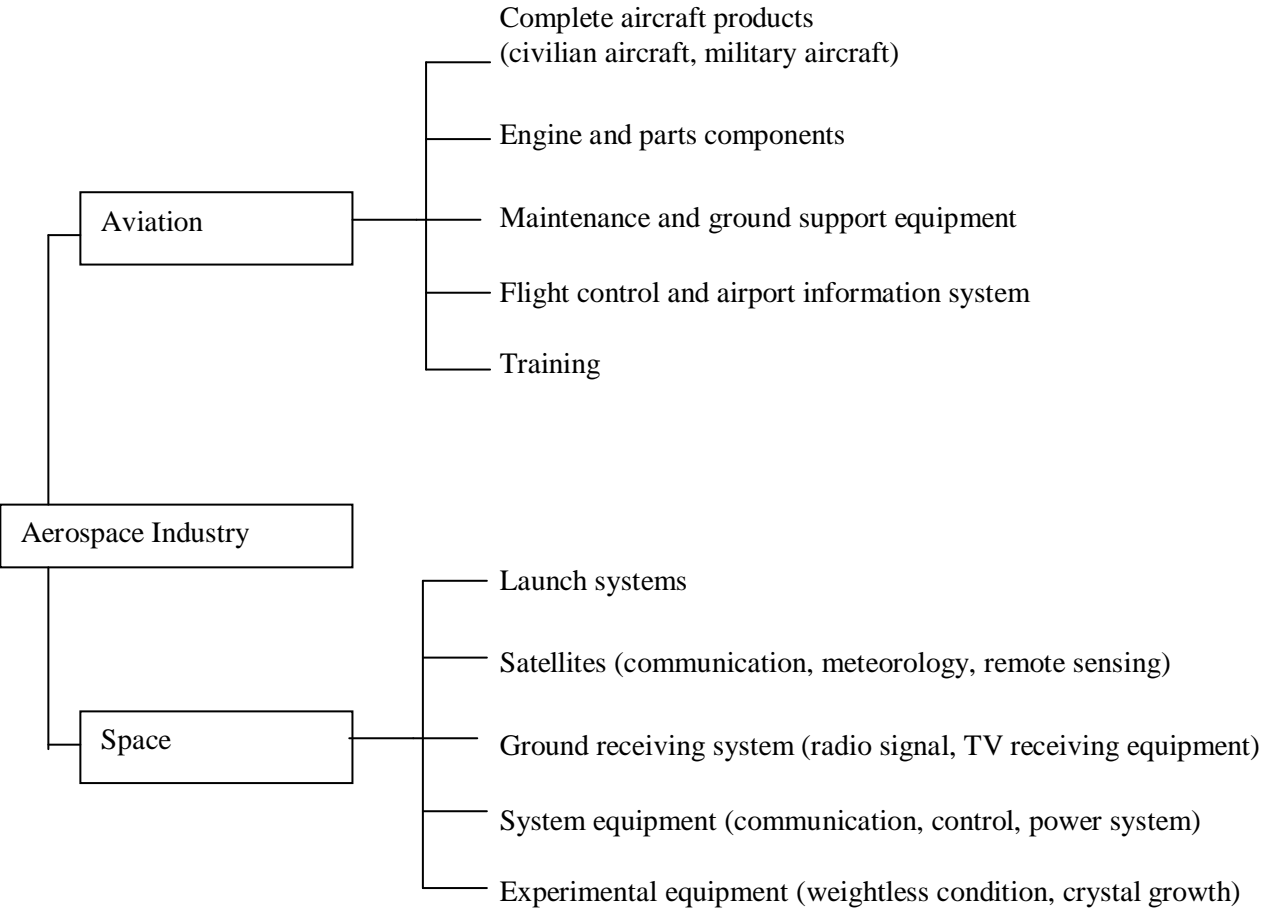 Complete aircraft products
(civilian aircraft, military aircraft)
Engine and parts components
Aviation
Maintenance and ground support equipment
Flight control and airport information system
Training
Aerospace Industry
Launch systems
Satellites (communication, meteorology, remote sensing)
Space
Ground receiving system (radio signal, TV receiving equipment)
System equipment (communication, control, power system)
Experimental equipment (weightless condition, crystal growth)